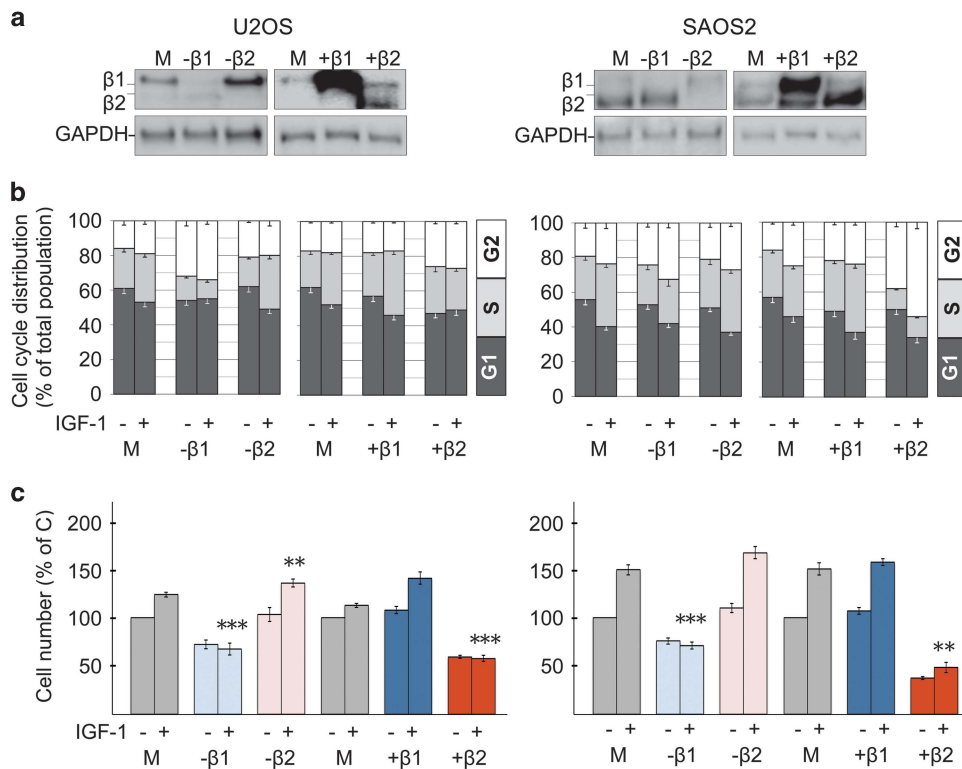 a
U2OS
SAOS2
M -β1 -β2 M +β1 +β2
M -β1 -β2 M +β1 +β2
β1
β2
GAPDH-
β1
β2
GAPDH-
b
Cell cycle distribution
(% of total population)
100
80
60
40
20
0
G2
S
G1
100
80
60
40
20
0
G2
S
G1
IGF-1 - + - + - + - + - + - +
M -β1 -β2 M +β1 +β2
- + - + - + - + - + - +
M -β1 -β2 M +β1 +β2
c
Cell number (% of C)
200
150
100
50
*** ** ***
200
150
100
50
*** **
IGF-1 - + - + - + - + - + - +
M -β1 -β2 M +β1 +β2
- + - + - + - + - + - +
M -β1 -β2 M +β1 +β2